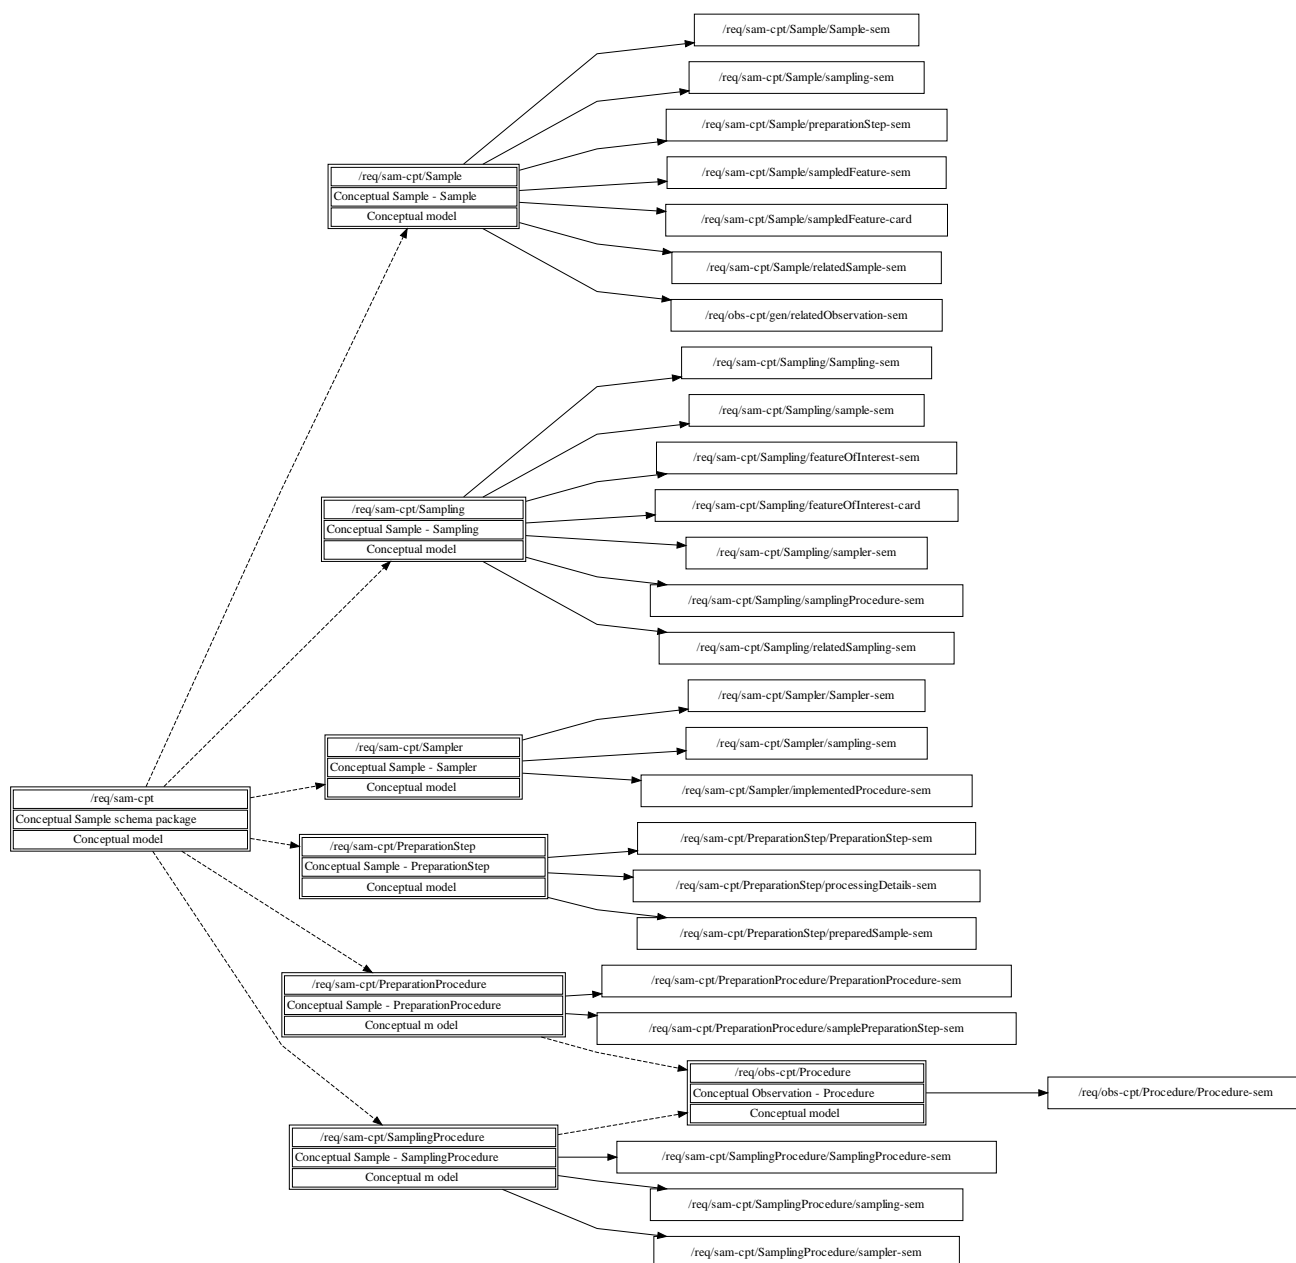 /req/sam-cpt/Sample/Sample-sem
/req/sam-cpt/Sample/sampling-sem
/req/sam-cpt/Sample/preparationStep-sem
/req/sam-cpt/Sample
Conceptual Sample - Sample
Conceptual model
/req/sam-cpt/Sample/sampledFeature-sem
/req/sam-cpt/Sample/sampledFeature-card
/req/sam-cpt/Sample/relatedSample-sem
/req/obs-cpt/gen/relatedObservation-sem
/req/sam-cpt/Sampling/Sampling-sem
/req/sam-cpt/Sampling/sample-sem
/req/sam-cpt/Sampling/featureOfInterest-sem
/req/sam-cpt/Sampling
Conceptual Sample - Sampling
Conceptual model
/req/sam-cpt/Sampling/featureOfInterest-card
/req/sam-cpt/Sampling/sampler-sem
/req/sam-cpt/Sampling/samplingProcedure-sem
/req/sam-cpt/Sampling/relatedSampling-sem
/req/sam-cpt/Sampler/Sampler-sem
/req/sam-cpt/Sampler
Conceptual Sample - Sampler
Conceptual model
/req/sam-cpt/Sampler/sampling-sem
/req/sam-cpt/Sampler/implementedProcedure-sem
/req/sam-cpt
Conceptual Sample schema package
Conceptual model
/req/sam-cpt/PreparationStep
Conceptual Sample - PreparationStep
Conceptual model
/req/sam-cpt/PreparationStep/PreparationStep-sem
/req/sam-cpt/PreparationStep/processingDetails-sem
/req/sam-cpt/PreparationStep/preparedSample-sem
/req/sam-cpt/PreparationProcedure
Conceptual Sample - PreparationProcedure
Conceptual m odel
/req/sam-cpt/PreparationProcedure/PreparationProcedure-sem
/req/sam-cpt/PreparationProcedure/samplePreparationStep-sem
/req/obs-cpt/Procedure
Conceptual Observation - Procedure
Conceptual model
/req/obs-cpt/Procedure/Procedure-sem
/req/sam-cpt/SamplingProcedure
Conceptual Sample - SamplingProcedure
Conceptual m odel
/req/sam-cpt/SamplingProcedure/SamplingProcedure-sem
/req/sam-cpt/SamplingProcedure/sampling-sem
/req/sam-cpt/SamplingProcedure/sampler-sem